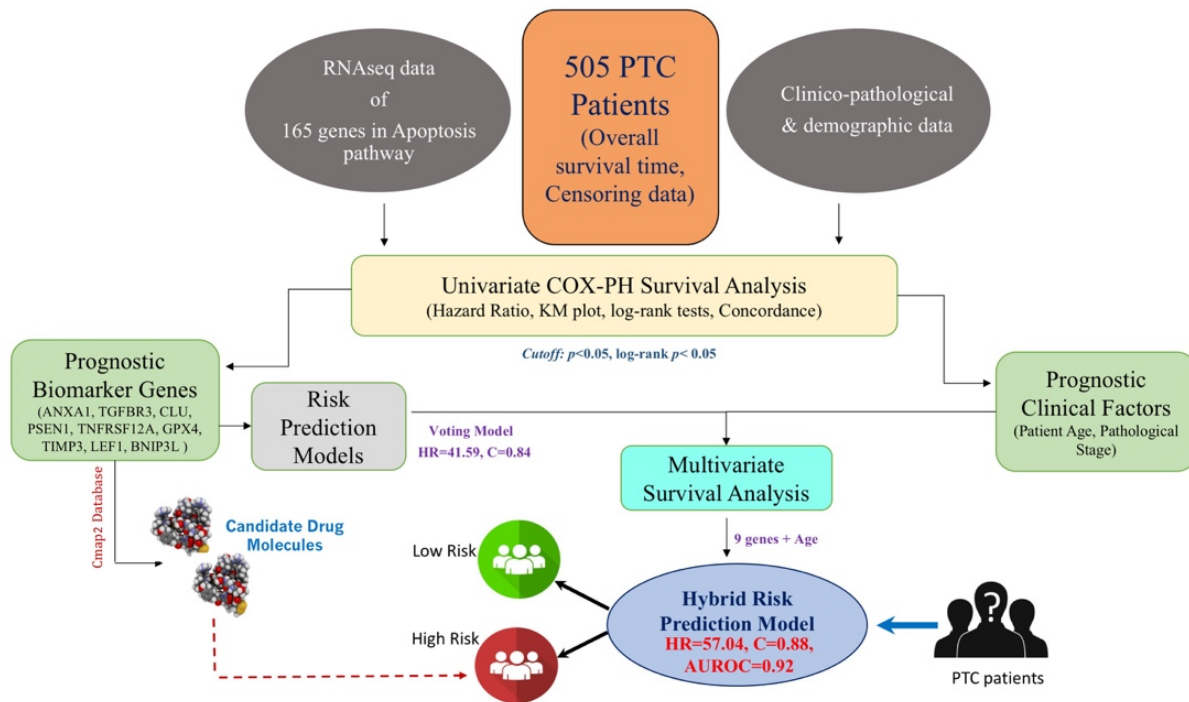 RNAseq data
of
165 genes in Apoptosis
pathway
505 PTC
Patients
(Overall
survival time,
Censoring data)
Clinico-pathological
& demographic data
Univariate COX-PH Survival Analysis
(Hazard Ratio, KM plot, log-rank tests, Concordance)
Cutoff: p<0.05, log-rank p< 0.05
Prognostic
Biomarker Genes
(ANXA1, TGFBR3, CLU,
PSEN1, TNFRSF12A, GPX4,
TIMP3, LEF1, BNIP3L )
Risk
Prediction
Models
Voting Model
HR=41.59, C=0.84
Prognostic
Clinical Factors
(Patient Age, Pathological
Stage)
Multivariate
Survival Analysis
9 genes + Age
Cmap2 Database
Candidate Drug
Molecules
Low Risk
High Risk
Hybrid Risk
Prediction Model
HR=57.04, C=0.88,
AUROC=0.92
?
PTC patients